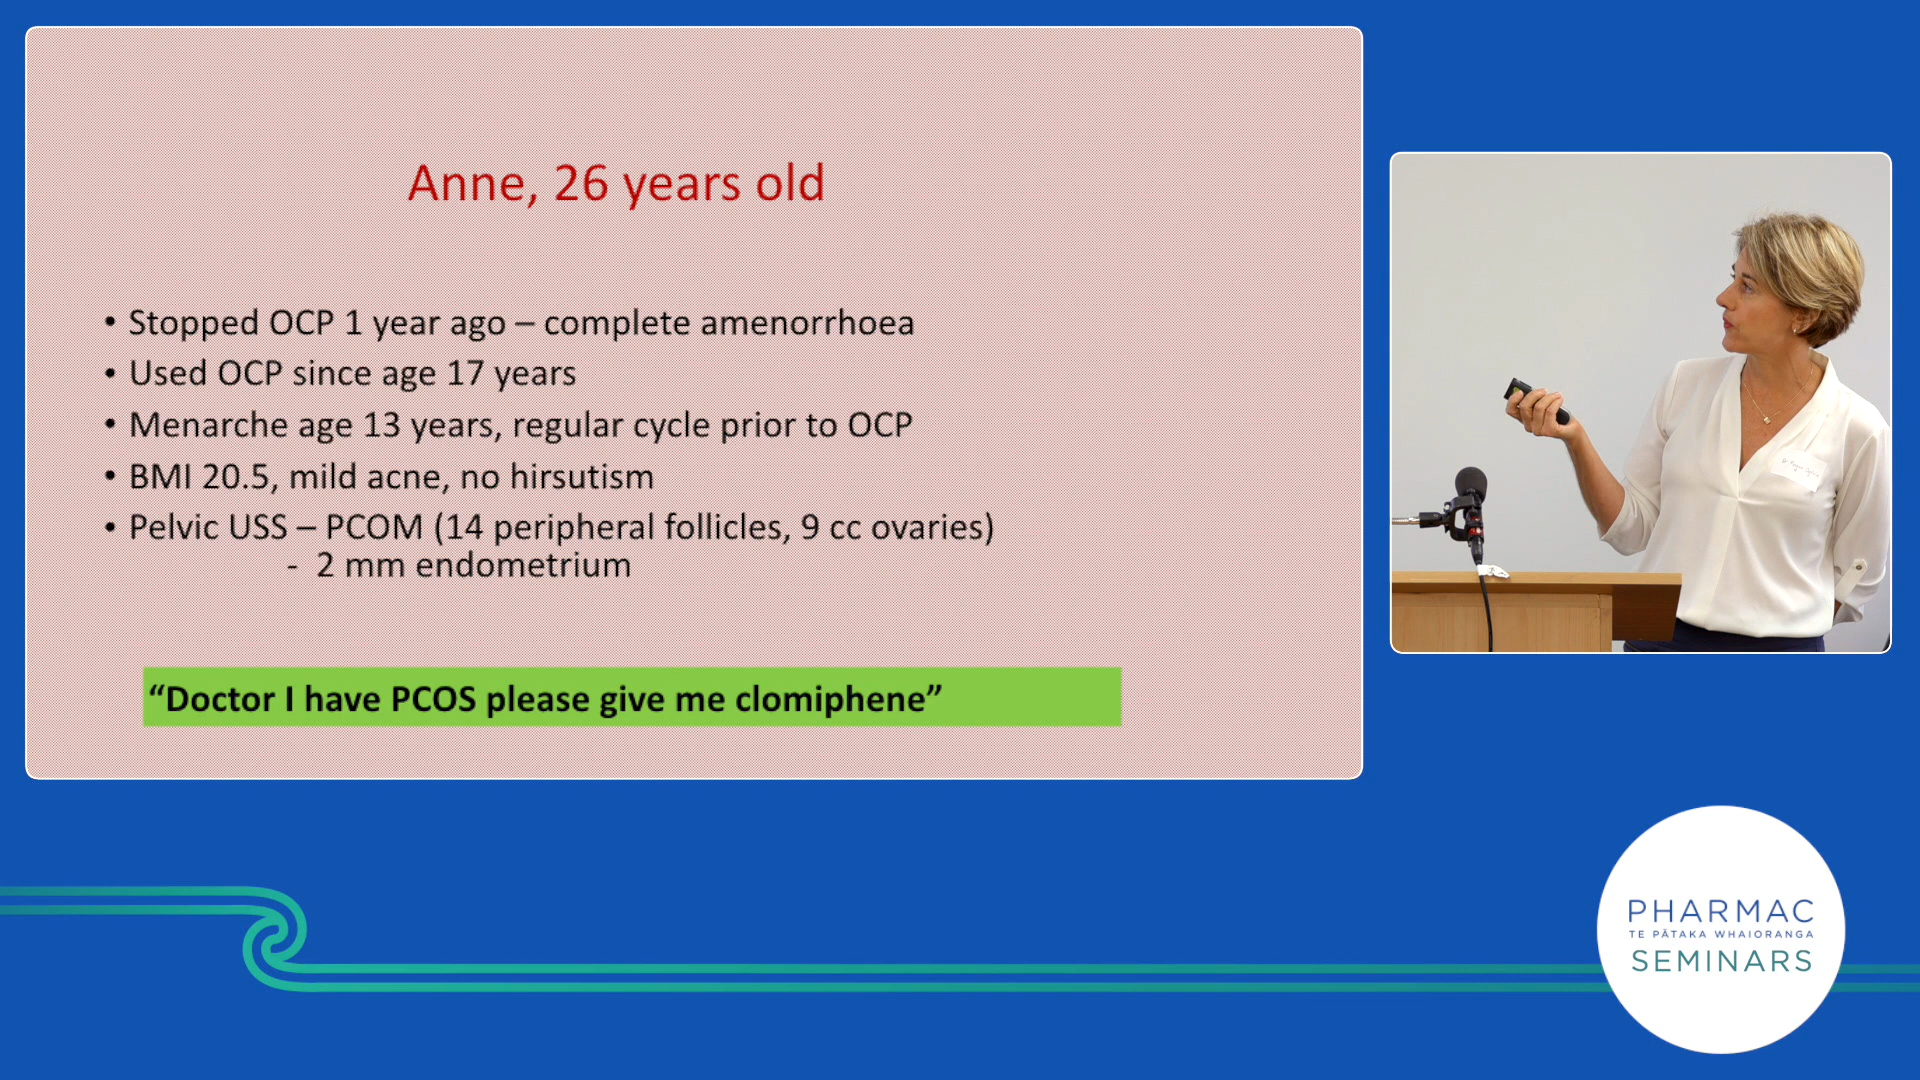 Anne, 26 years old
• Stopped OCP 1 year ago – complete amenorrhoea
• Used OCP since age 17 years
• Menarche age 13 years, regular cycle prior to OCP
• BMI 20.5, mild acne, no hirsutism
• Pelvic USS – PCOM (14 peripheral follicles, 9 cc ovaries)
- 2 mm endometrium
“Doctor I have PCOS please give me clomiphene”
PHARMAC
TE PĀTAKA WHAIORANGA
SEMINARS